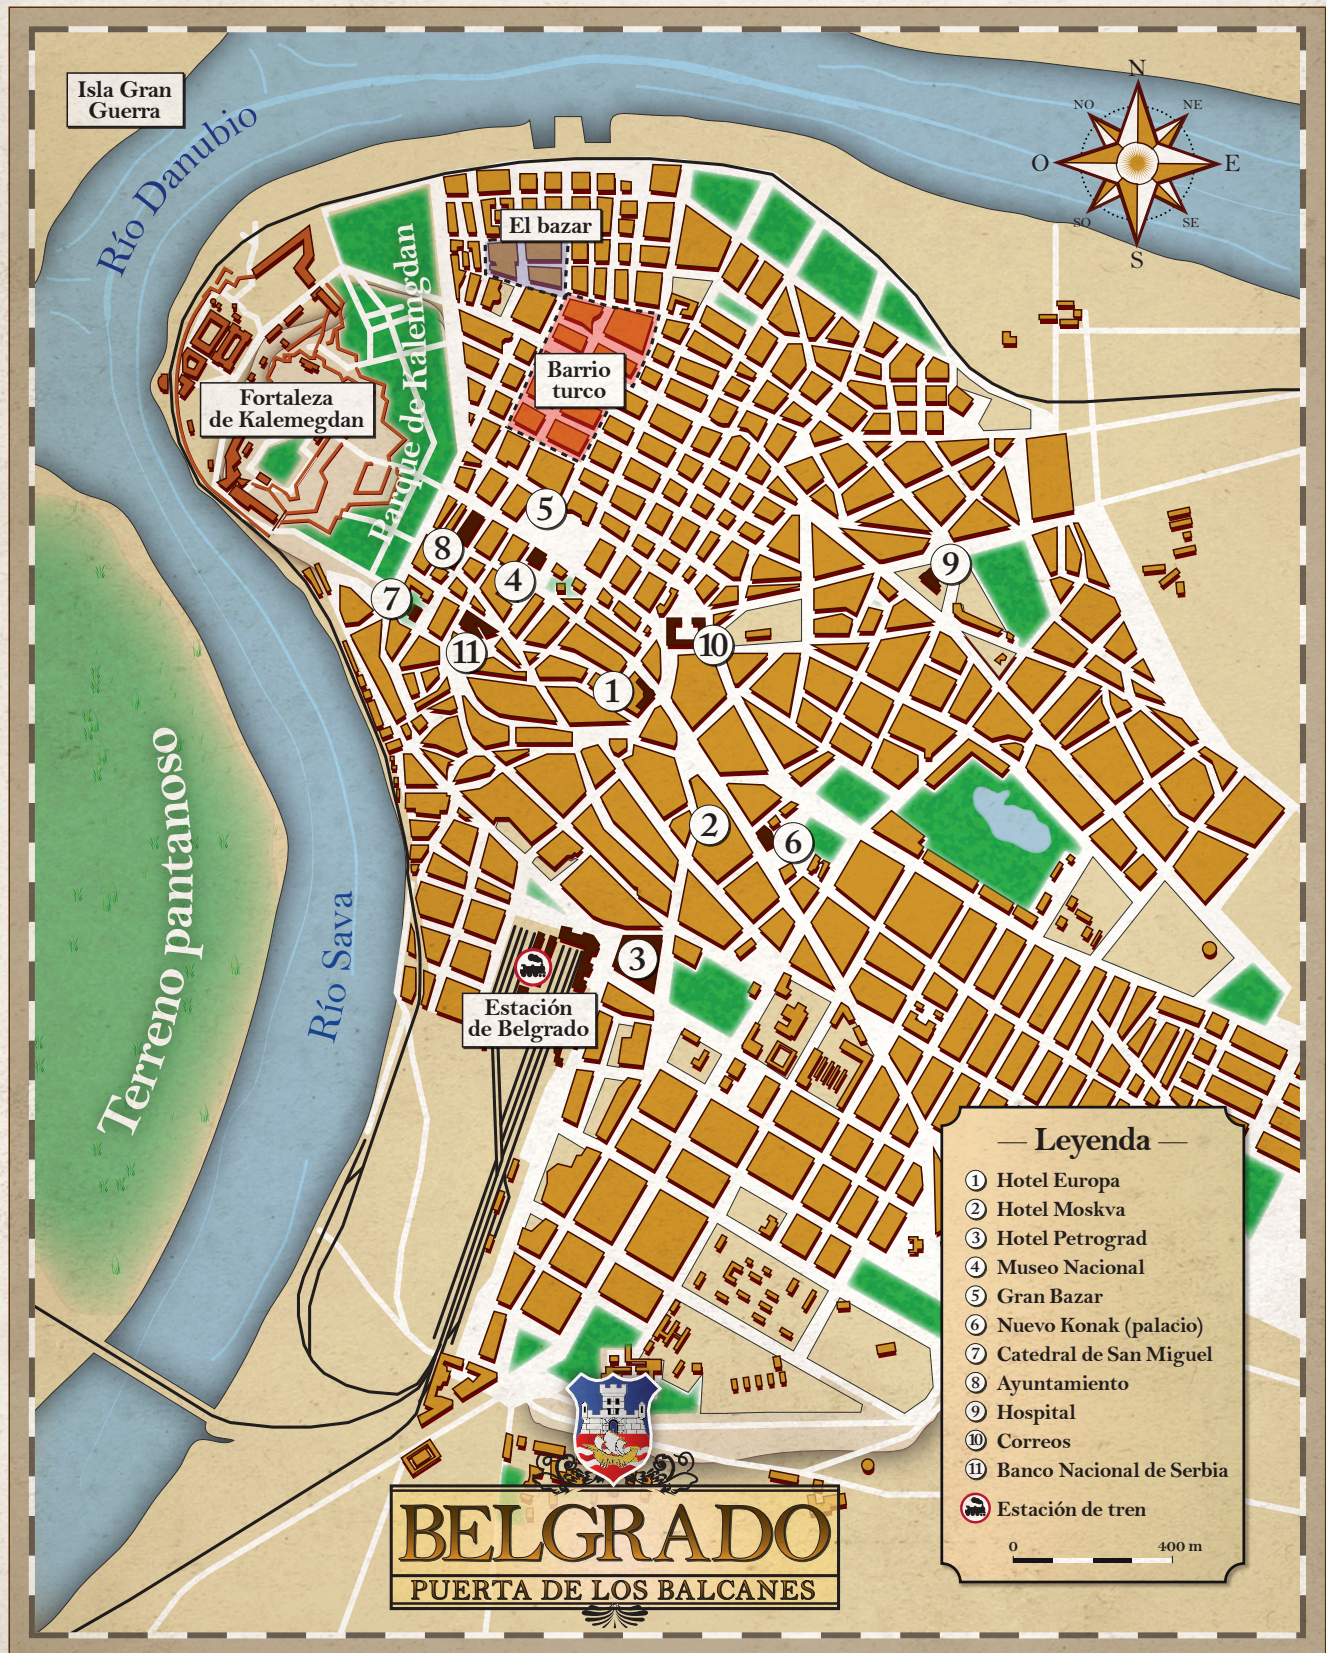 Isla Gran
Guerra
Río Danubio
N
NO
NE
O
E
SO
SE
S
El bazar
Parque de Kalemgdan
Barrio
turco
Fortaleza
de Kalemegdan
5
8
4
9
7
11
10
1
Terreno pantanoso
2
6
Río Sava
3
Estación
de Belgrado
Leyenda
1 Hotel Europa
2 Hotel Moskva
3 Hotel Petrograd
4 Museo Nacional
5 Gran Bazar
6 Nuevo Konak (palacio)
7 Catedral de San Miguel
8 Ayuntamiento
9 Hospital
10 Correos
11 Banco Nacional de Serbia
Estación de tren
0 400 m
BELGRADO
PUERTA DE LOS BALCANES